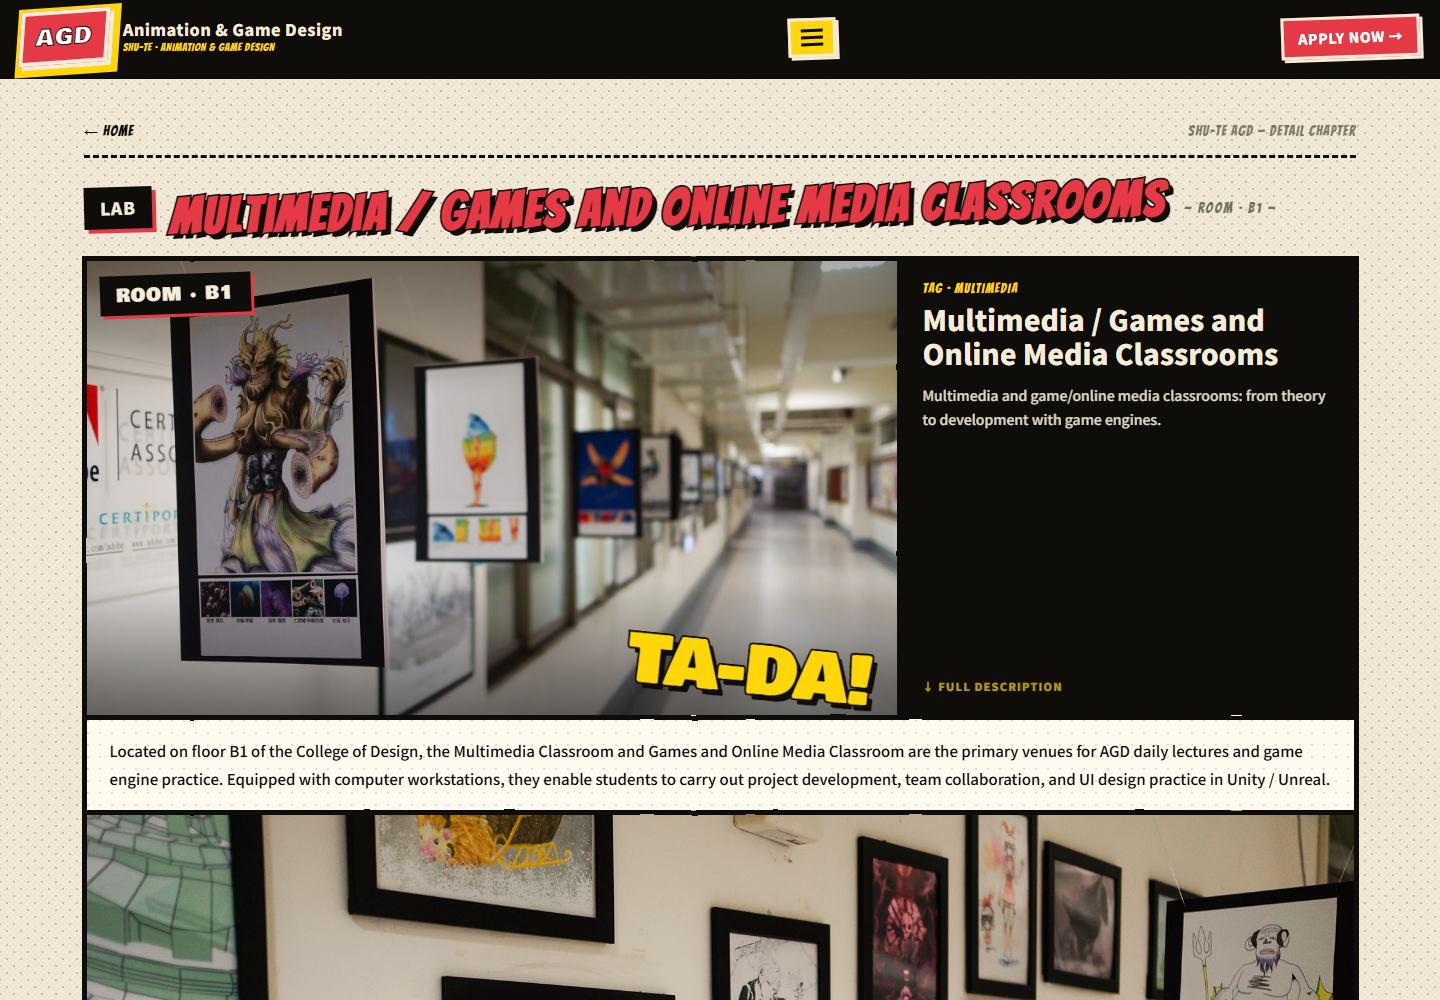 AGD
Animation & Game Design
SHU-TE · ANIMATION & GAME DESIGN
APPLY NOW →
← HOME
SHU-TE AGD — DETAIL CHAPTER
LAB
MULTIMEDIA / GAMES AND ONLINE MEDIA CLASSROOMS
— ROOM · B1 —
ROOM · B1
TAG · MULTIMEDIA
Multimedia / Games and
Online Media Classrooms
Multimedia and game/online media classrooms: from theory
to development with game engines.
CERT
ASSO
CERTIPOR
TA-DA!
↓ FULL DESCRIPTION
Located on floor B1 of the College of Design, the Multimedia Classroom and Games and Online Media Classroom are the primary venues for AGD daily lectures and game
engine practice. Equipped with computer workstations, they enable students to carry out project development, team collaboration, and UI design practice in Unity / Unreal.